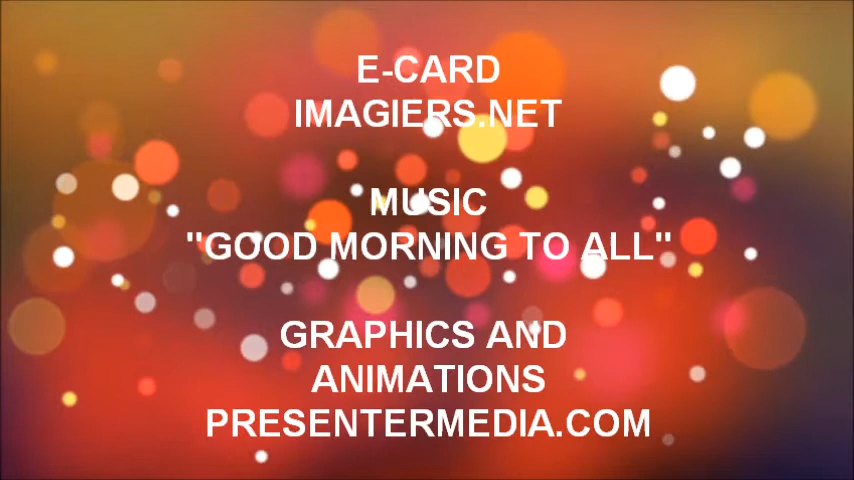 E-CARD
IMAGIERS.NET
MUSIC
"GOOD MORNING TO ALL"
GRAPHICS AND
ANIMATIONS
PRESENTERMEDIA.COM